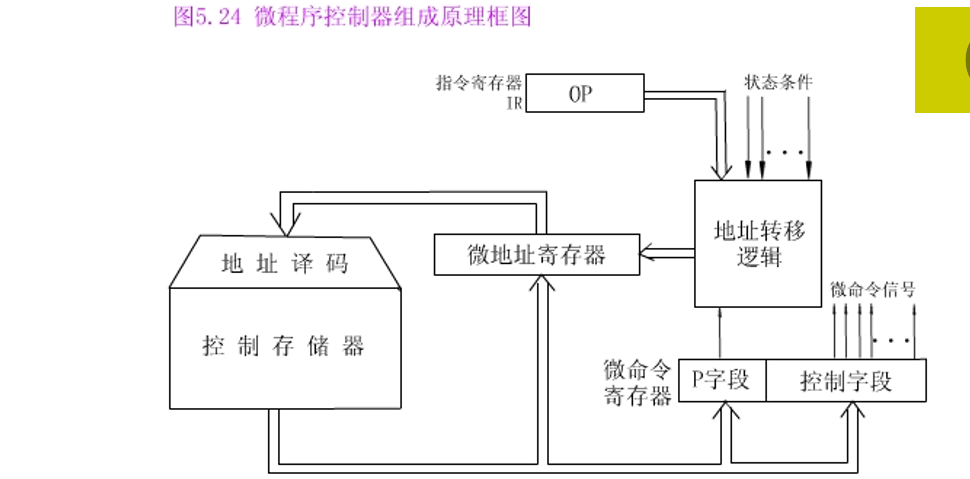 图5.24 微程序控制器组成原理框图
指令寄存器
IR
OP
状态条件
地址转移
逻辑
微地址寄存器
地址译码
控制存储器
微命令信号
微命令
寄存器
P字段
控制字段